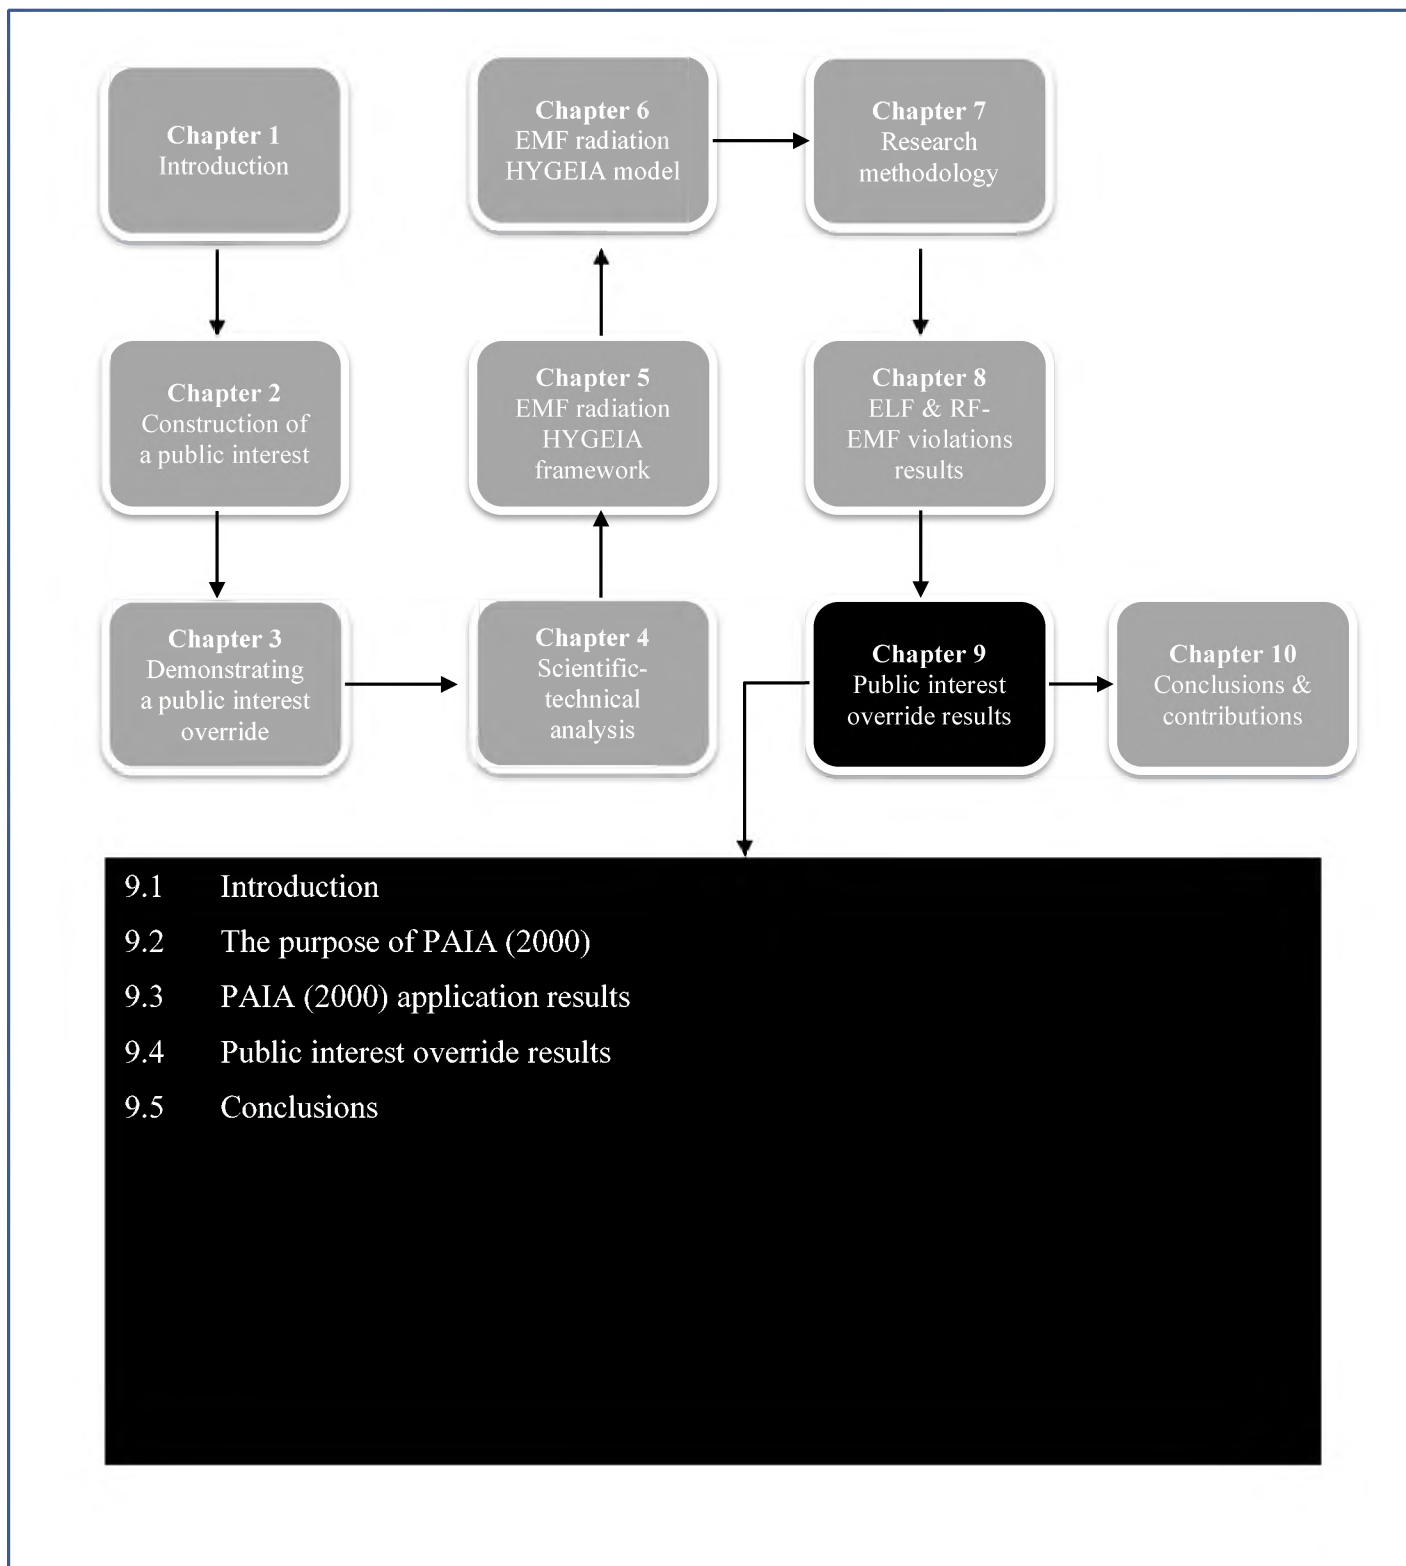 Chapter 1
Introduction
Chapter 2
Construction of
a public interest
Chapter 3
Demonstrating
a public interest
override
Chapter 4
Scientific-
technical
analysis
Chapter 5
EMF radiation
HYGEIA
framework
Chapter 6
EMF radiation
HYGEIA model
Chapter 7
Research
methodology
Chapter 8
ELF & RF-
EMF violations
results
Chapter 9
Public interest
override results
Chapter 10
Conclusions &
contributions
9.1 Introduction
9.2 The purpose of PAIA (2000)
9.3 PAIA (2000) application results
9.4 Public interest override results
9.5 Conclusions